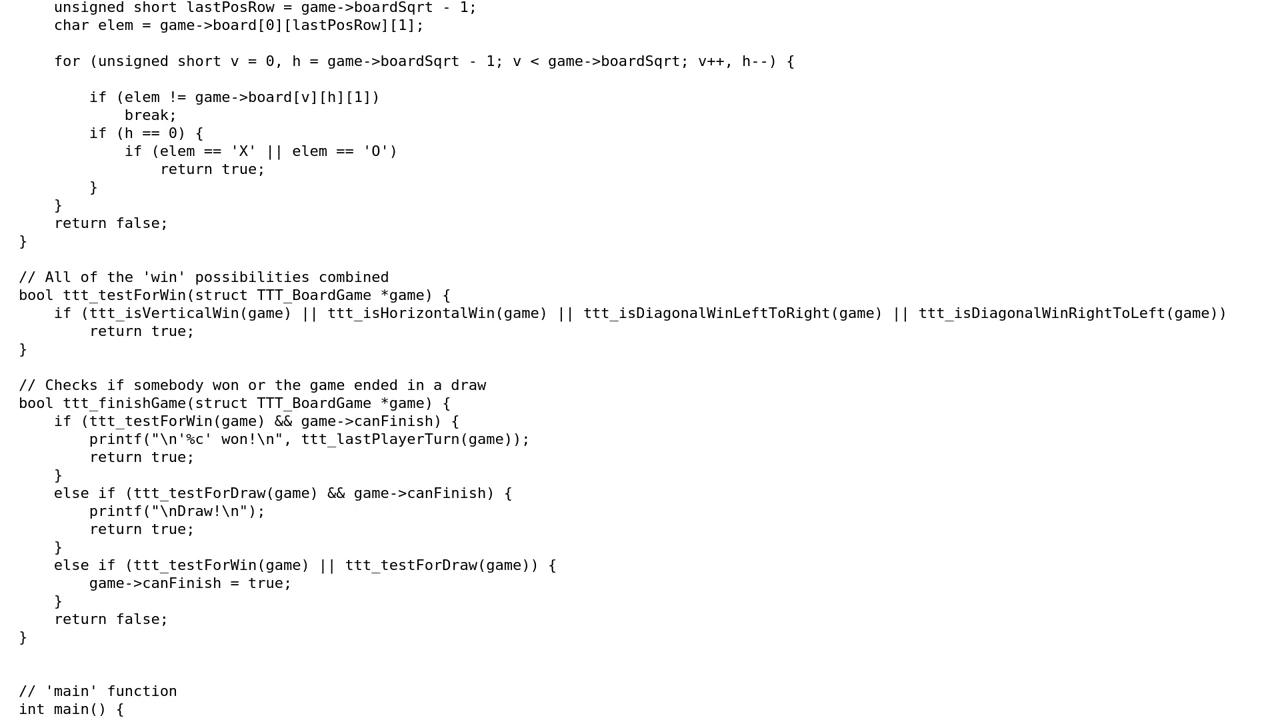 unsigned short lastPosRow = game->boardSqrt - 1;
    char elem = game->board[0][lastPosRow][1];

    for (unsigned short v = 0, h = game->boardSqrt - 1; v < game->boardSqrt; v++, h--) {

        if (elem != game->board[v][h][1])
            break;
        if (h == 0) {
            if (elem == 'X' || elem == 'O')
                return true;
        }
    }
    return false;
}

// All of the 'win' possibilities combined
bool ttt_testForWin(struct TTT_BoardGame *game) {
    if (ttt_isVerticalWin(game) || ttt_isHorizontalWin(game) || ttt_isDiagonalWinLeftToRight(game) || ttt_isDiagonalWinRightToLeft(game))
        return true;
}

// Checks if somebody won or the game ended in a draw
bool ttt_finishGame(struct TTT_BoardGame *game) {
    if (ttt_testForWin(game) && game->canFinish) {
        printf("\n'%c' won!\n", ttt_lastPlayerTurn(game));
        return true;
    }
    else if (ttt_testForDraw(game) && game->canFinish) {
        printf("\nDraw!\n");
        return true;
    }
    else if (ttt_testForWin(game) || ttt_testForDraw(game)) {
        game->canFinish = true;
    }
    return false;
}


// 'main' function
int main() {